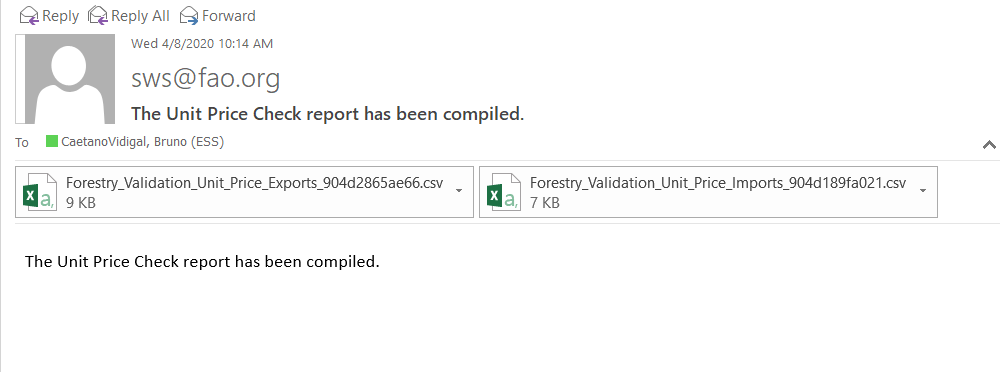 Reply Reply All Forward
Wed 4/8/2020 10:14 AM
sws@fao.org
The Unit Price Check report has been compiled.
To CaetanoVidigal, Bruno (ESS)
Forestry_Validation_Unit_Price_Exports_904d2865ae66.csv
9 KB
Forestry_Validation_Unit_Price_Imports_904d189fa021.csv
7 KB
The Unit Price Check report has been compiled.